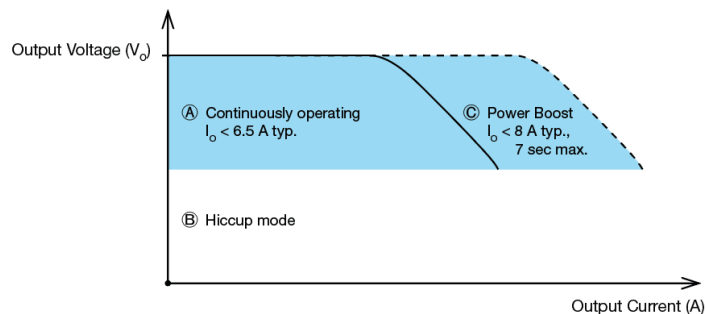 Output Voltage (Vo)
Ⓐ Continuously operating
Io < 6.5 A typ.
Ⓒ Power Boost
Io < 8 A typ.,
7 sec max.
Ⓑ Hiccup mode
Output Current (A)